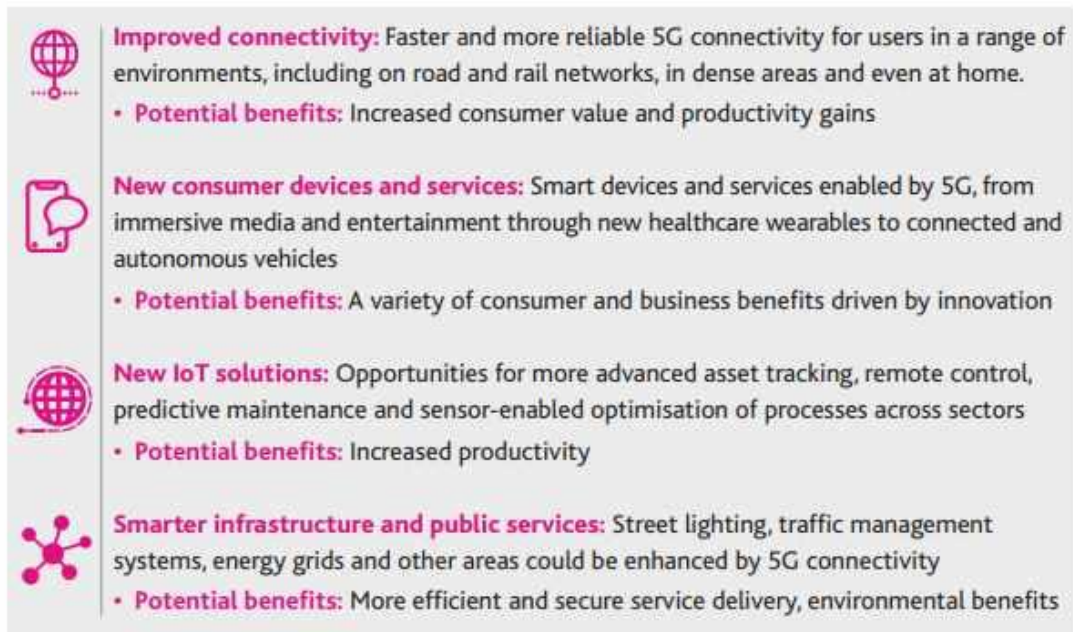 Improved connectivity: Faster and more reliable 5G connectivity for users in a range of
environments, including on road and rail networks, in dense areas and even at home.
• Potential benefits: Increased consumer value and productivity gains
New consumer devices and services: Smart devices and services enabled by 5G, from
immersive media and entertainment through new healthcare wearables to connected and
autonomous vehicles
• Potential benefits: A variety of consumer and business benefits driven by innovation
New IoT solutions: Opportunities for more advanced asset tracking, remote control,
predictive maintenance and sensor-enabled optimisation of processes across sectors
• Potential benefits: Increased productivity
Smarter infrastructure and public services: Street lighting, traffic management
systems, energy grids and other areas could be enhanced by 5G connectivity
• Potential benefits: More efficient and secure service delivery, environmental benefits